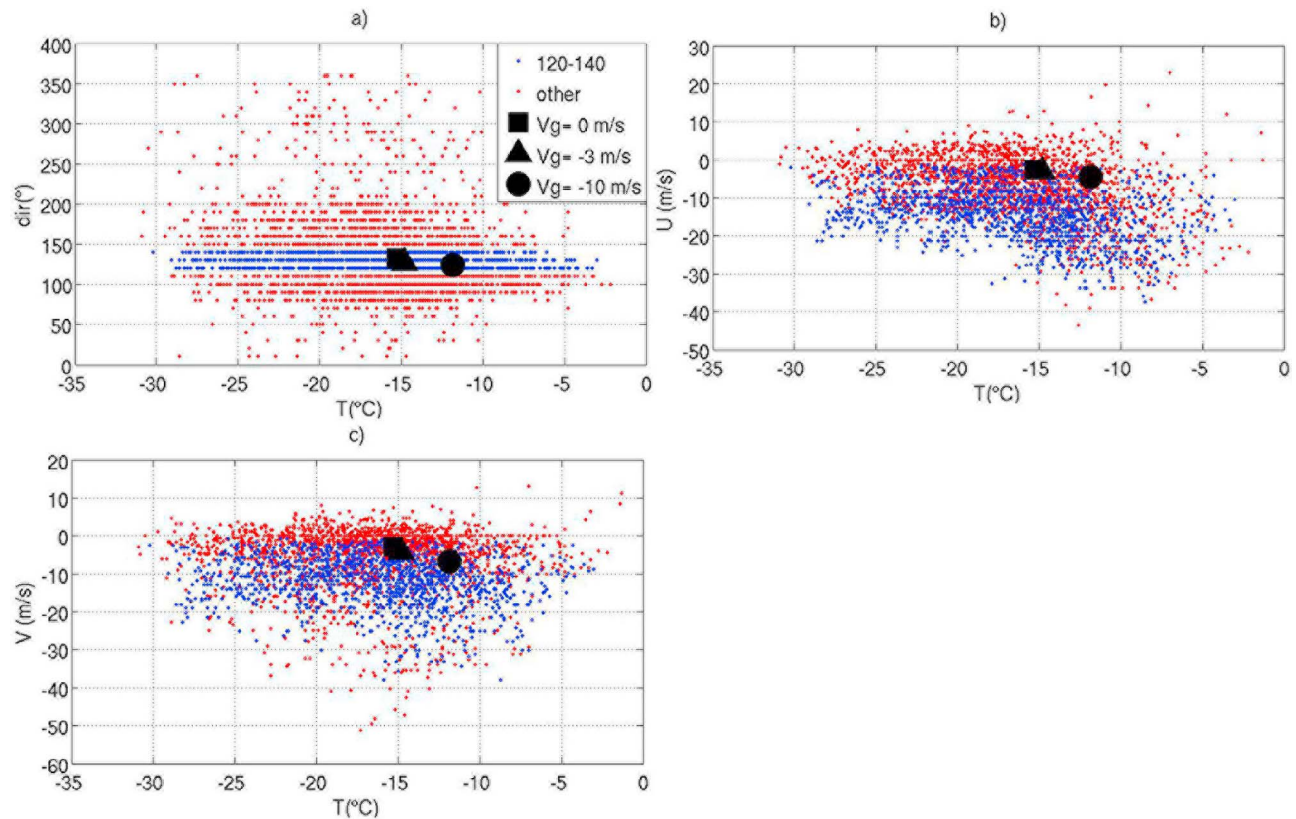 a)
400
350
300
250
200
150
100
50
0
dir(°)
-35 -30 -25 -20 -15 -10 -5 0
T(°C)
120-140
other
Vg= 0 m/s
Vg= -3 m/s
Vg= -10 m/s
b)
30
20
10
0
-10
-20
-30
-40
-50
U (m/s)
-35 -30 -25 -20 -15 -10 -5 0
T(°C)
c)
20
10
0
-10
-20
-30
-40
-50
-60
V (m/s)
-35 -30 -25 -20 -15 -10 -5 0
T(°C)